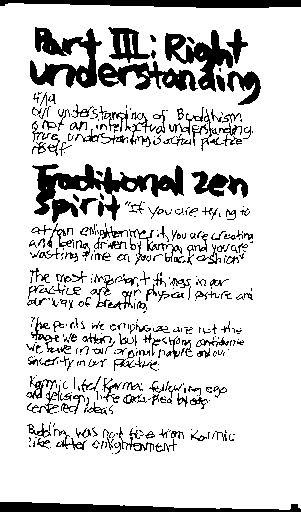 Part III: Right
understanding
4/19
our understanding of Buddhism
is not an intellectual understanding.
True understanding is actual practice
itself
Traditional zen
spirit "If you are trying to
attain enlightenment, you are creating
and being driven by karma, and you are
wasting time on your black cushion"
The most important things in our
practice are our physical posture and
our way of breathing
The points we emphasize are not the
stage we attain, but the strong confidence
we have in our original nature and our
sincerity in our practice.
Karmic life/Karma: following ego
and delusion, life
centered ideas
Buddha was not free from Karmic
life after enlightenment